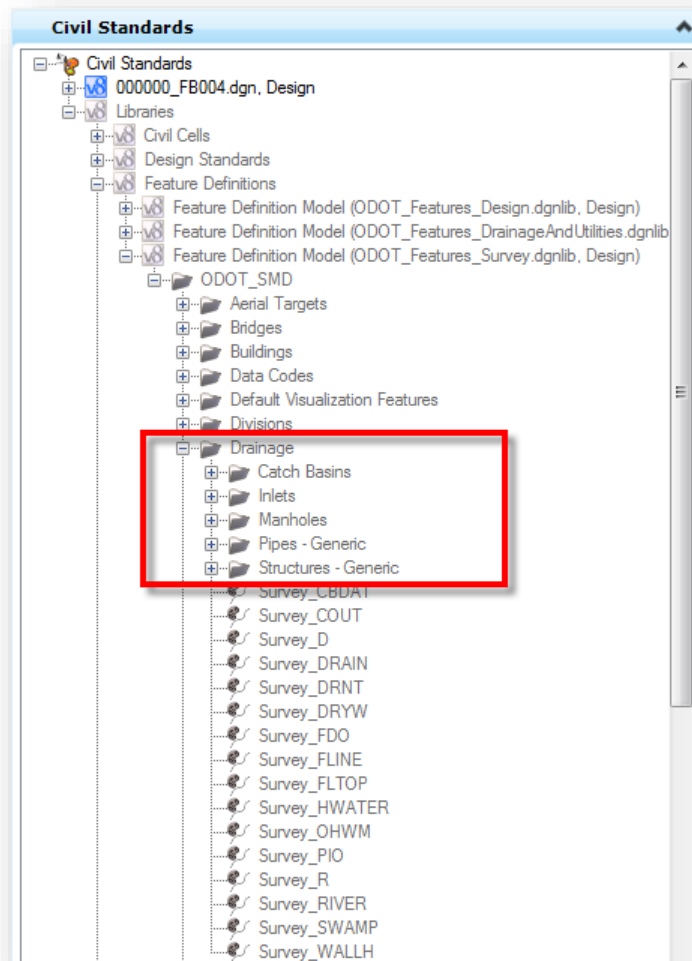 Civil Standards
Civil Standards
000000_FB004.dgn, Design
Libraries
Civil Cells
Design Standards
Feature Definitions
Feature Definition Model (ODOT_Features_Design.dgnlib, Design)
Feature Definition Model (ODOT_Features_DrainageAndUtilities.dgnlib
Feature Definition Model (ODOT_Features_Survey.dgnlib, Design)
ODOT_SMD
Aerial Targets
Bridges
Buildings
Data Codes
Default Visualization Features
Divisions
Drainage
Catch Basins
Inlets
Manholes
Pipes - Generic
Structures - Generic
Survey_CBDAT
Survey_COUT
Survey_D
Survey_DRAIN
Survey_DRNT
Survey_DRYW
Survey_FDO
Survey_FLINE
Survey_FLTOP
Survey_HWATER
Survey_OHWM
Survey_PIO
Survey_R
Survey_RIVER
Survey_SWAMP
Survey_WALLH